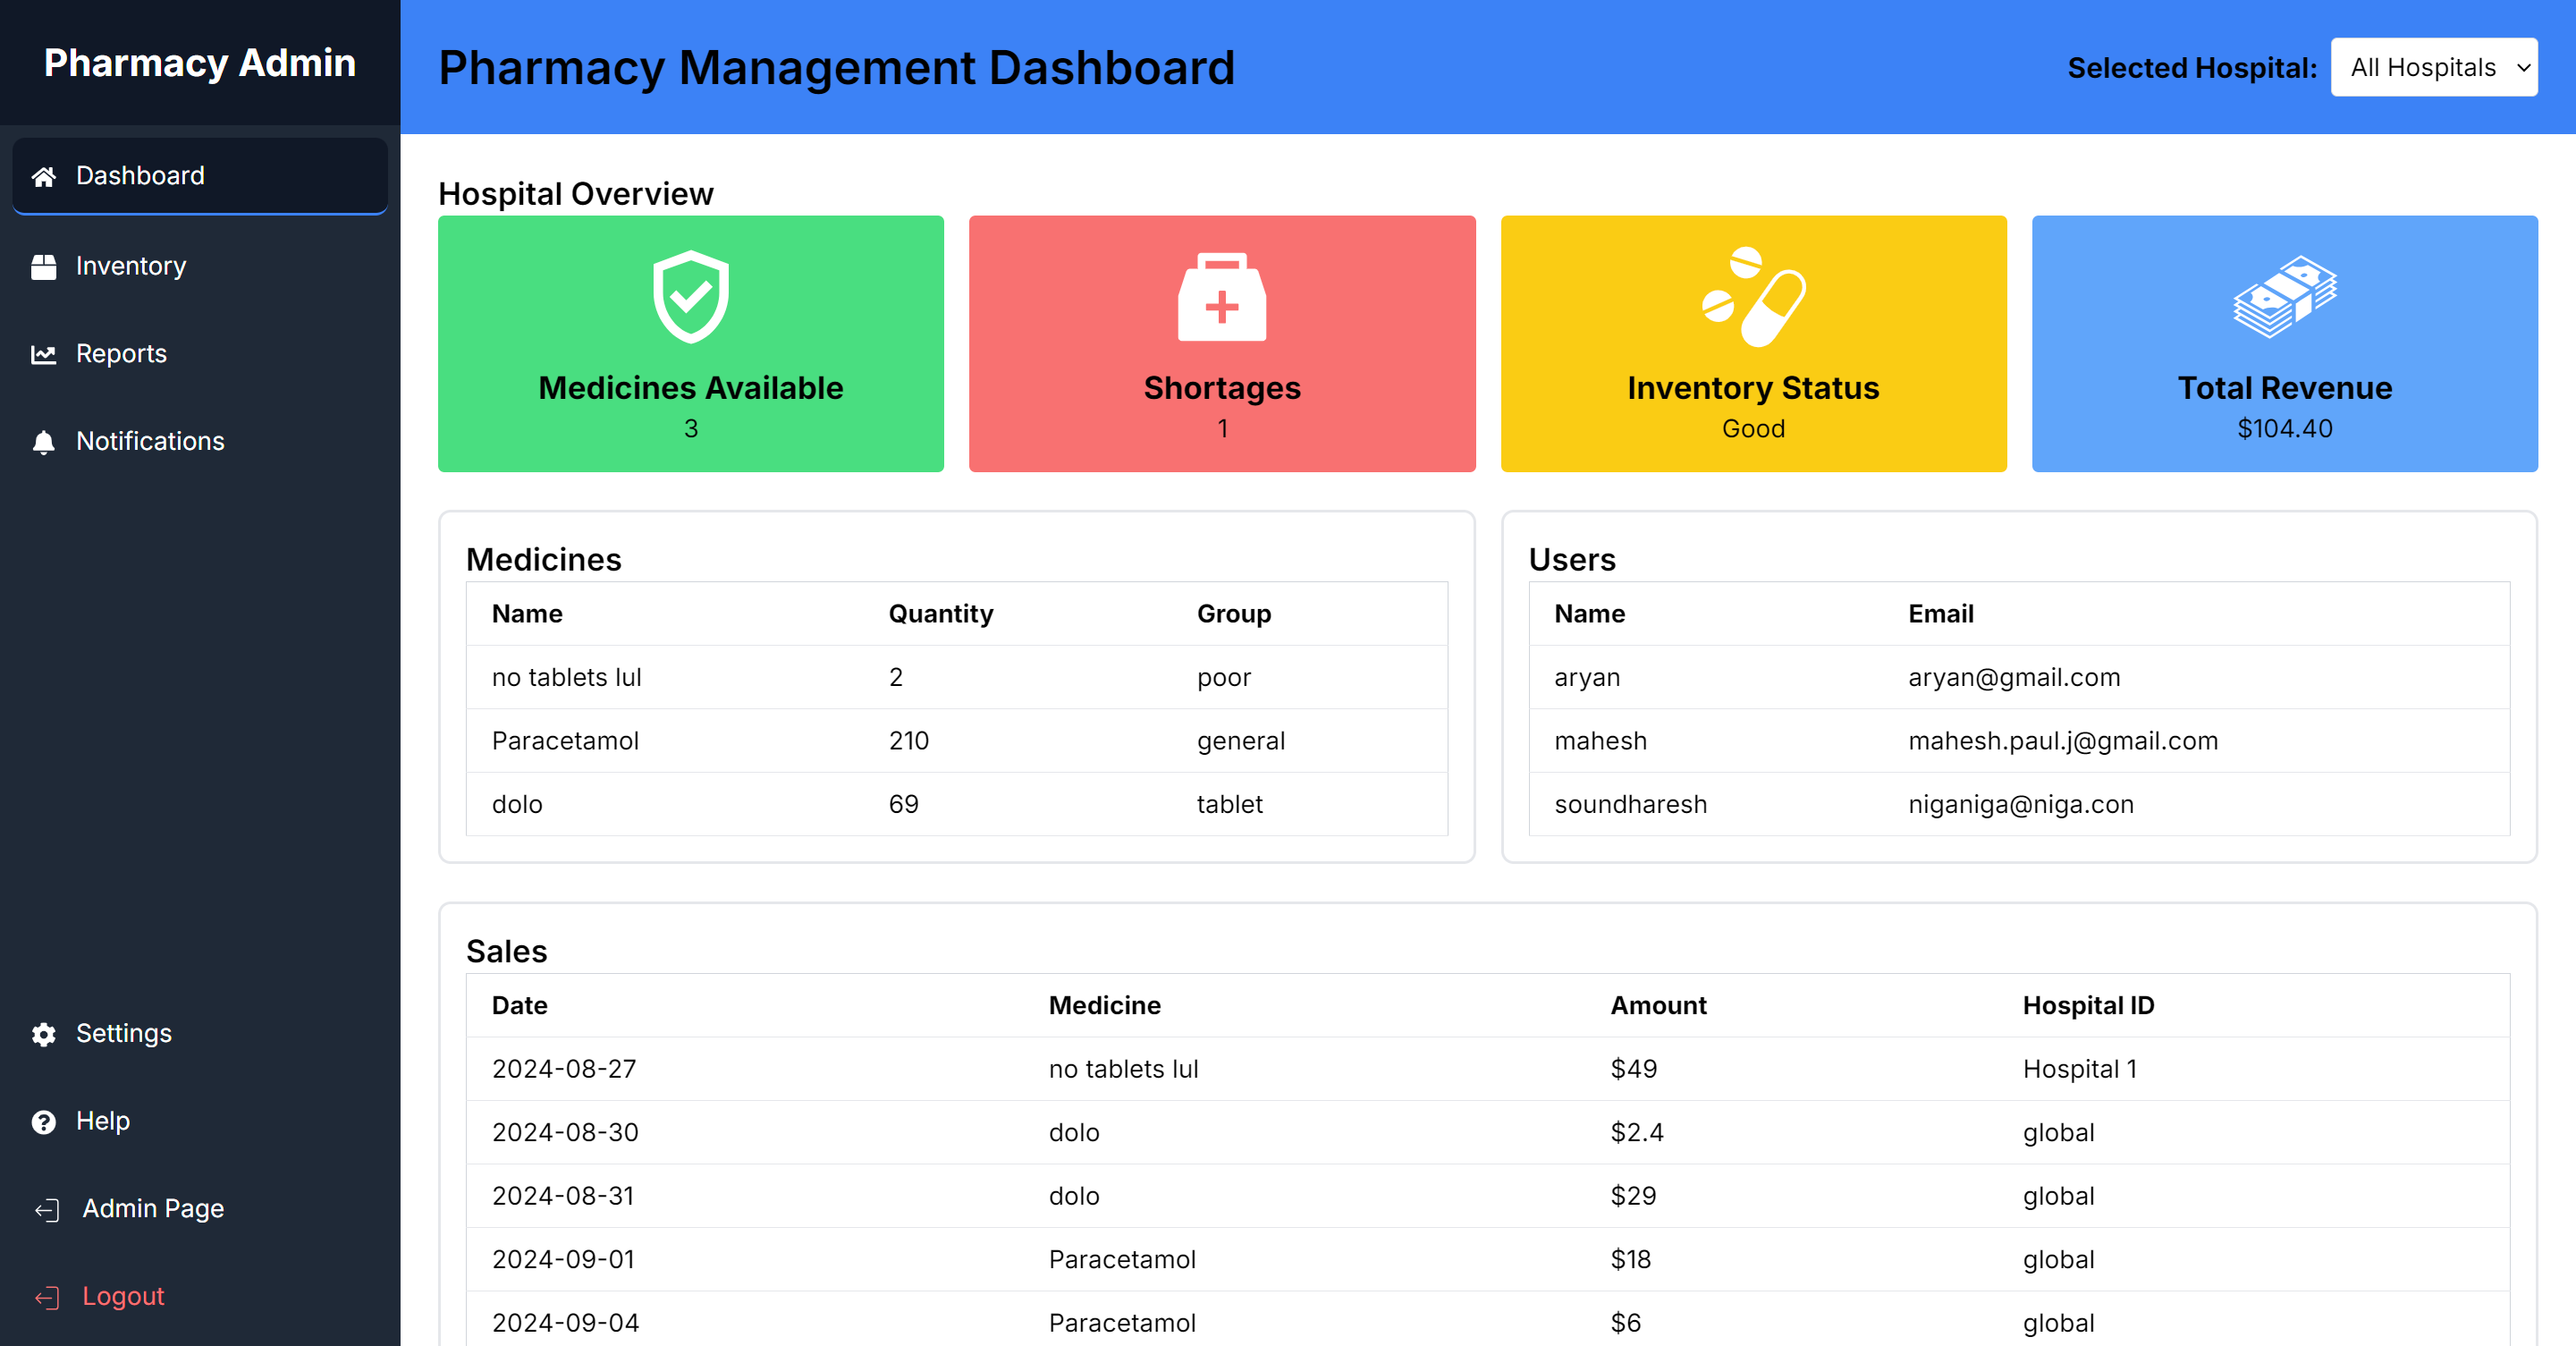 Pharmacy Admin
Dashboard
Inventory
Reports
Notifications
Settings
Help
Admin Page
Logout
Pharmacy Management Dashboard
Selected Hospital: All Hospitals
Hospital Overview
Medicines Available
3
Shortages
1
Inventory Status
Good
Total Revenue
$104.40
Medicines
Name Quantity Group
no tablets lul 2 poor
Paracetamol 210 general
dolo 69 tablet
Users
Name Email
aryan aryan@gmail.com
mahesh mahesh.paul.j@gmail.com
soundharesh niganiga@niga.con
Sales
Date Medicine Amount Hospital ID
2024-08-27 no tablets lul $49 Hospital 1
2024-08-30 dolo $2.4 global
2024-08-31 dolo $29 global
2024-09-01 Paracetamol $18 global
2024-09-04 Paracetamol $6 global